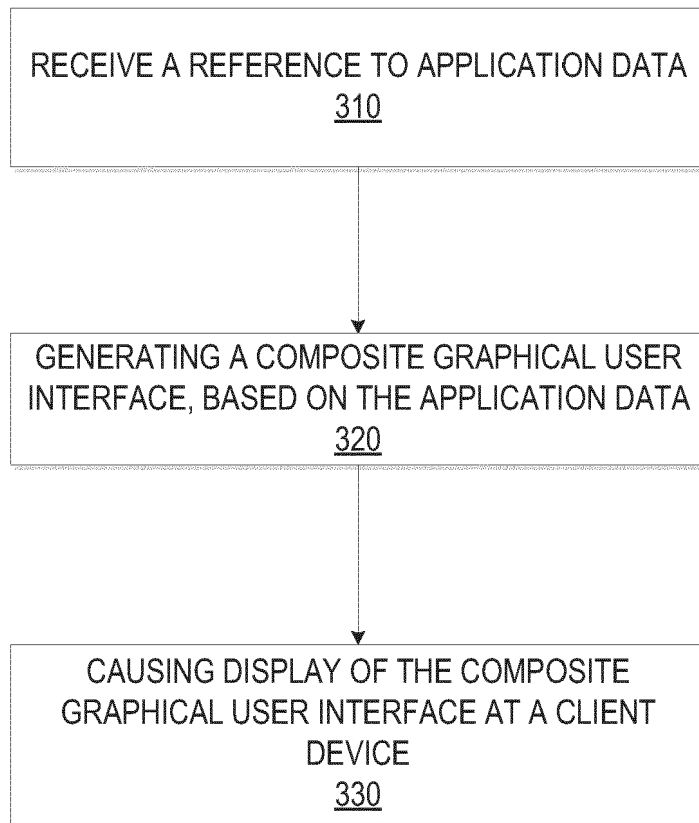 RECEIVE A REFERENCE TO APPLICATION DATA
310
GENERATING A COMPOSITE GRAPHICAL USER
INTERFACE, BASED ON THE APPLICATION DATA
320
CAUSING DISPLAY OF THE COMPOSITE
GRAPHICAL USER INTERFACE AT A CLIENT
DEVICE
330